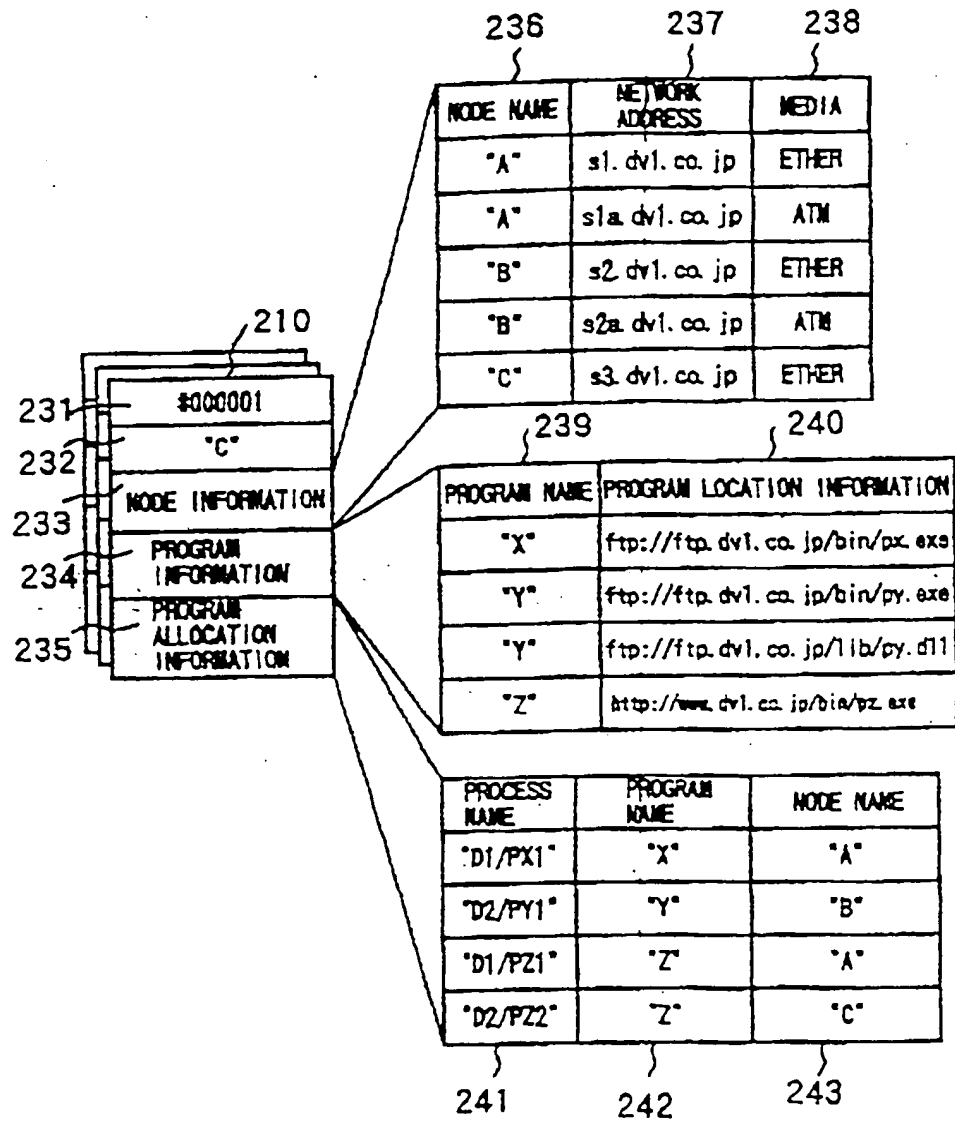 236 237 238
NODE NAME NETWORK ADDRESS MEDIA
"A" s1.dv1.co.jp ETHER
"A" s1a.dv1.co.jp ATM
"B" s2.dv1.co.jp ETHER
"B" s2a.dv1.co.jp ATM
"C" s3.dv1.co.jp ETHER
210
231 #000001
232 "C"
233 NODE INFORMATION
234 PROGRAM INFORMATION
235 PROGRAM ALLOCATION INFORMATION
239 240
PROGRAM NAME PROGRAM LOCATION INFORMATION
"X" ftp://ftp.dv1.co.jp/bin/px.exe
"Y" ftp://ftp.dv1.co.jp/bin/py.exe
"Y" ftp://ftp.dv1.co.jp/lib/py.dll
"Z" http://www.dv1.co.jp/bin/pz.exe
PROCESS NAME PROGRAM NAME NODE NAME
"D1/PX1" "X" "A"
"D2/PY1" "Y" "B"
"D1/PZ1" "Z" "A"
"D2/PZ2" "Z" "C"
241 242 243